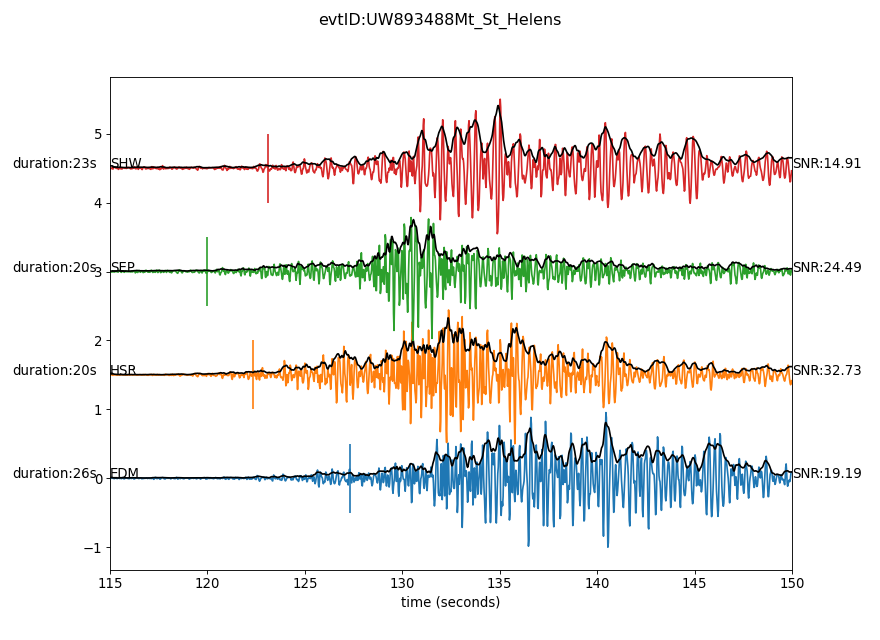 evtID:UW893488Mt_St_Helens
5
duration:23s SHW SNR:14.91
4
duration:20s 3 SEP SNR:24.49
2
duration:20s HSR SNR:32.73
1
duration:26s 0 EDM SNR:19.19
−1
115 120 125 130 135 140 145 150
time (seconds)